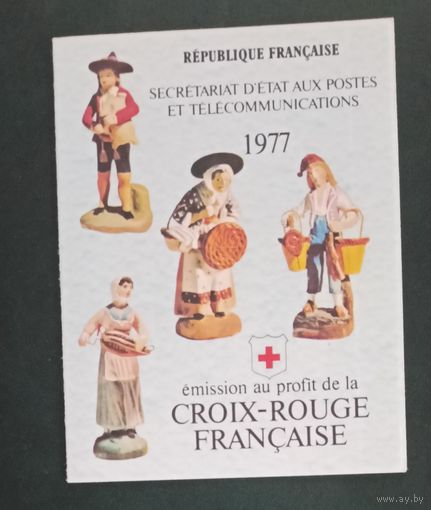 RÉPUBLIQUE FRANÇAISE
SECRÉTARIAT D'ÉTAT AUX POSTES
ET TÉLÉCOMMUNICATIONS
1977
émission au profit de la
CROIX-ROUGE
FRANÇAISE
www.ay.by